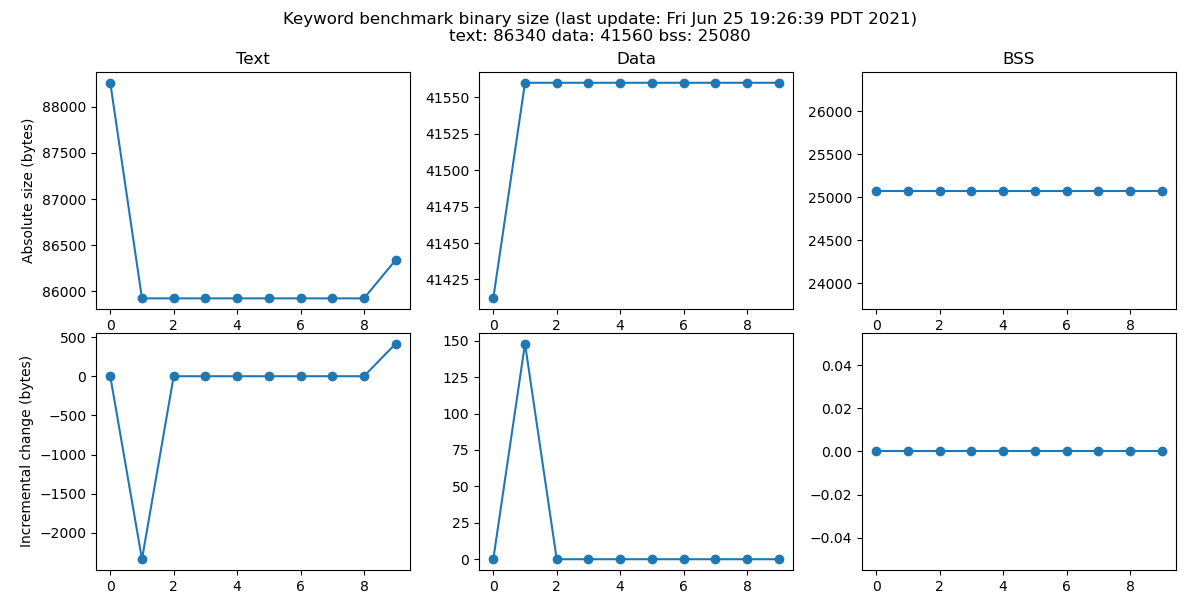 Keyword benchmark binary size (last update: Fri Jun 25 19:26:39 PDT 2021)
text: 86340 data: 41560 bss: 25080
Text
Data
BSS
Absolute size (bytes)
88000
87500
87000
86500
86000
0 2 4 6 8
41550
41525
41500
41475
41450
41425
0 2 4 6 8
26000
25500
25000
24500
24000
0 2 4 6 8
Incremental change (bytes)
500
0
−500
−1000
−1500
−2000
0 2 4 6 8
150
125
100
75
50
25
0
0 2 4 6 8
0.04
0.02
0.00
−0.02
−0.04
0 2 4 6 8